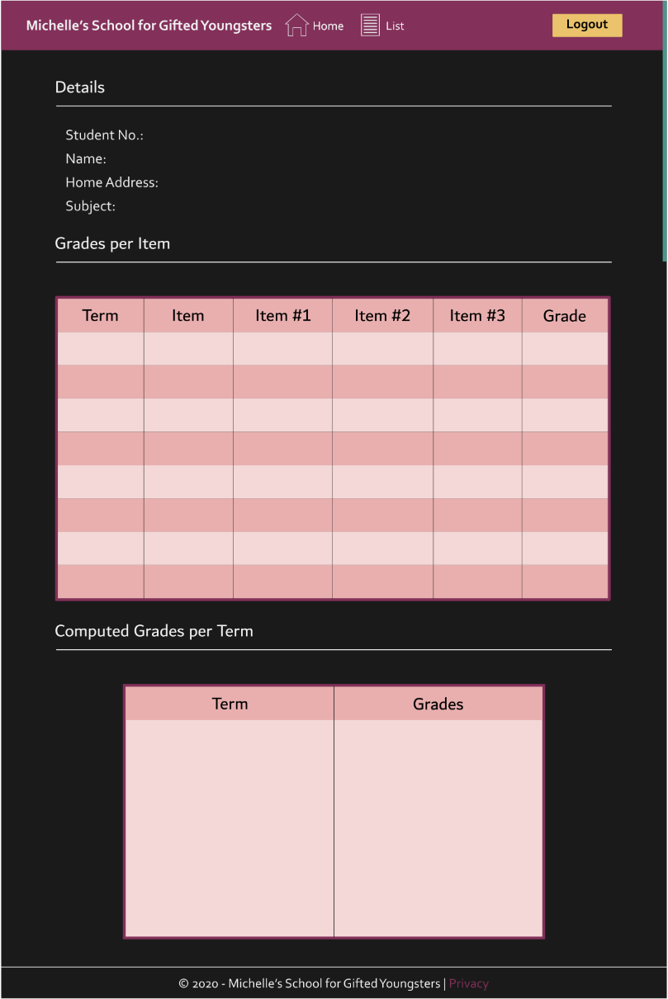 Michelle's School for Gifted Youngsters Home List Logout
Details
Student No.:
Name:
Home Address:
Subject:
Grades per Item
Term Item Item #1 Item #2 Item #3 Grade
Computed Grades per Term
Term Grades
© 2020 - Michelle's School for Gifted Youngsters | Privacy